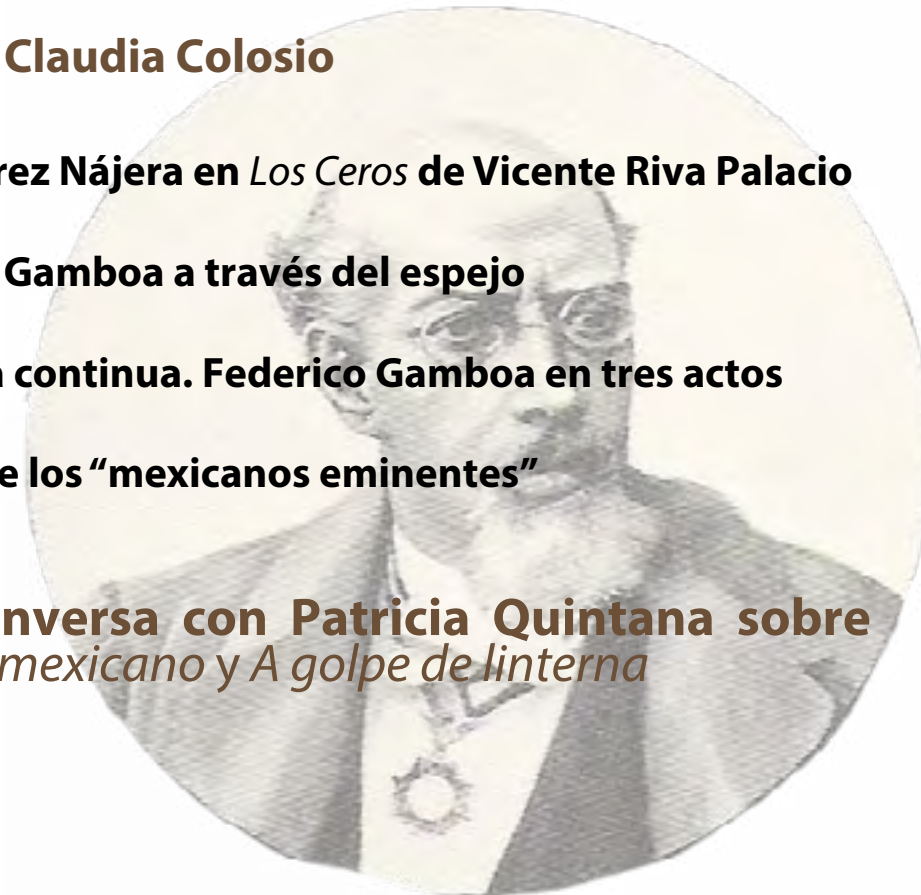 Claudia Colosio
rez Nájera en Los Ceros de Vicente Riva Palacio
Gamboa a través del espejo
continua. Federico Gamboa en tres actos
e los “mexicanos eminentes”
nversa con Patricia Quintana sobre
mexicano y A golpe de linterna